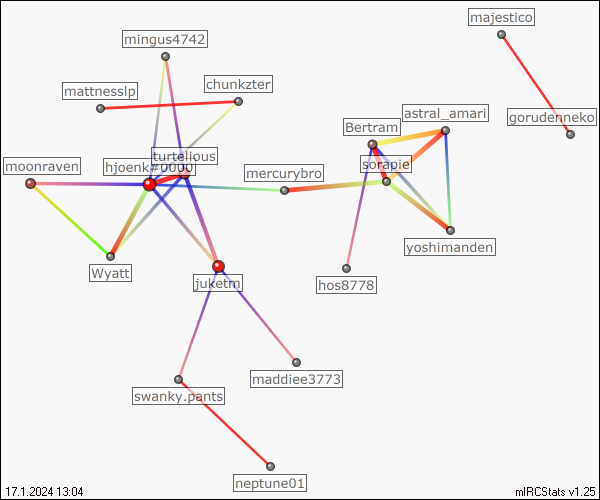 majestico
mingus4742
chunkzter
mattnesslp
astral_amari
gorudenneko
Bertram
turtelious
hjoenk#0000
sorapie
moonraven
mercurybro
yoshimanden
Wyatt
juketm
hos8778
maddiee3773
swanky.pants
neptune01
17.1.2024 13:04
mIRCStats v1.25